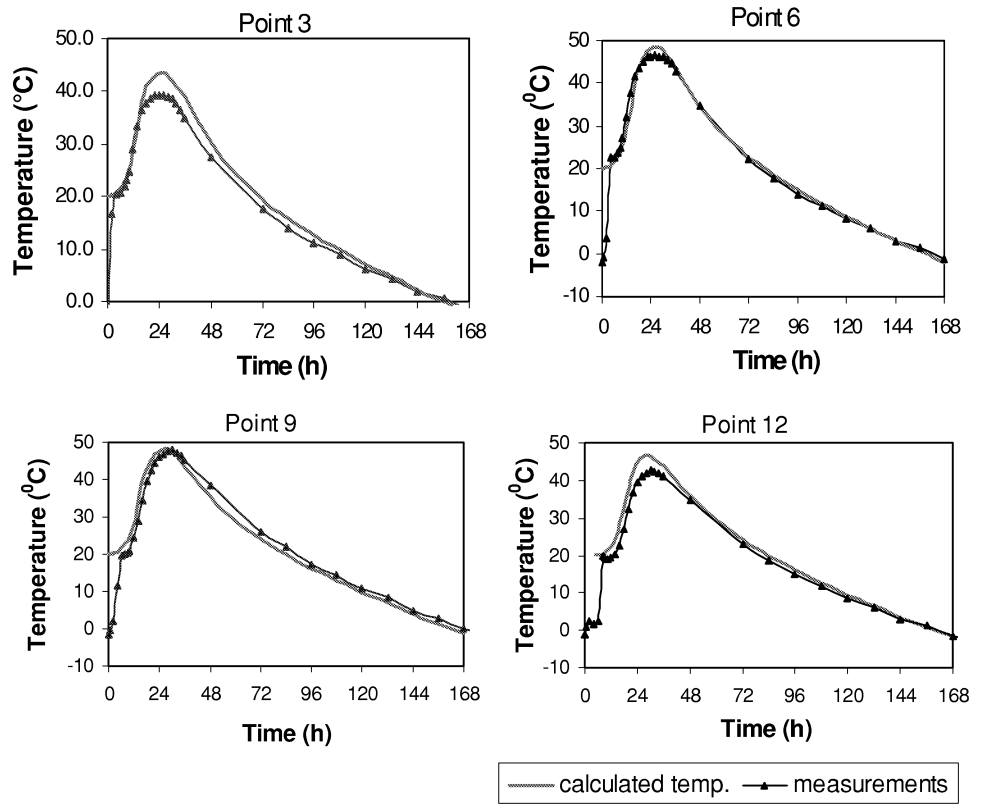 Point 3
50.0
40.0
30.0
20.0
10.0
0.0
Temperature (°C)
0 24 48 72 96 120 144 168
Time (h)
Point 6
50
40
30
20
10
0
-10
Temperature (⁰C)
0 24 48 72 96 120 144 168
Time (h)
Point 9
50
40
30
20
10
0
-10
Temperature (⁰C)
0 24 48 72 96 120 144 168
Time (h)
Point 12
50
40
30
20
10
0
-10
Temperature (⁰C)
0 24 48 72 96 120 144 168
Time (h)
calculated temp. measurements